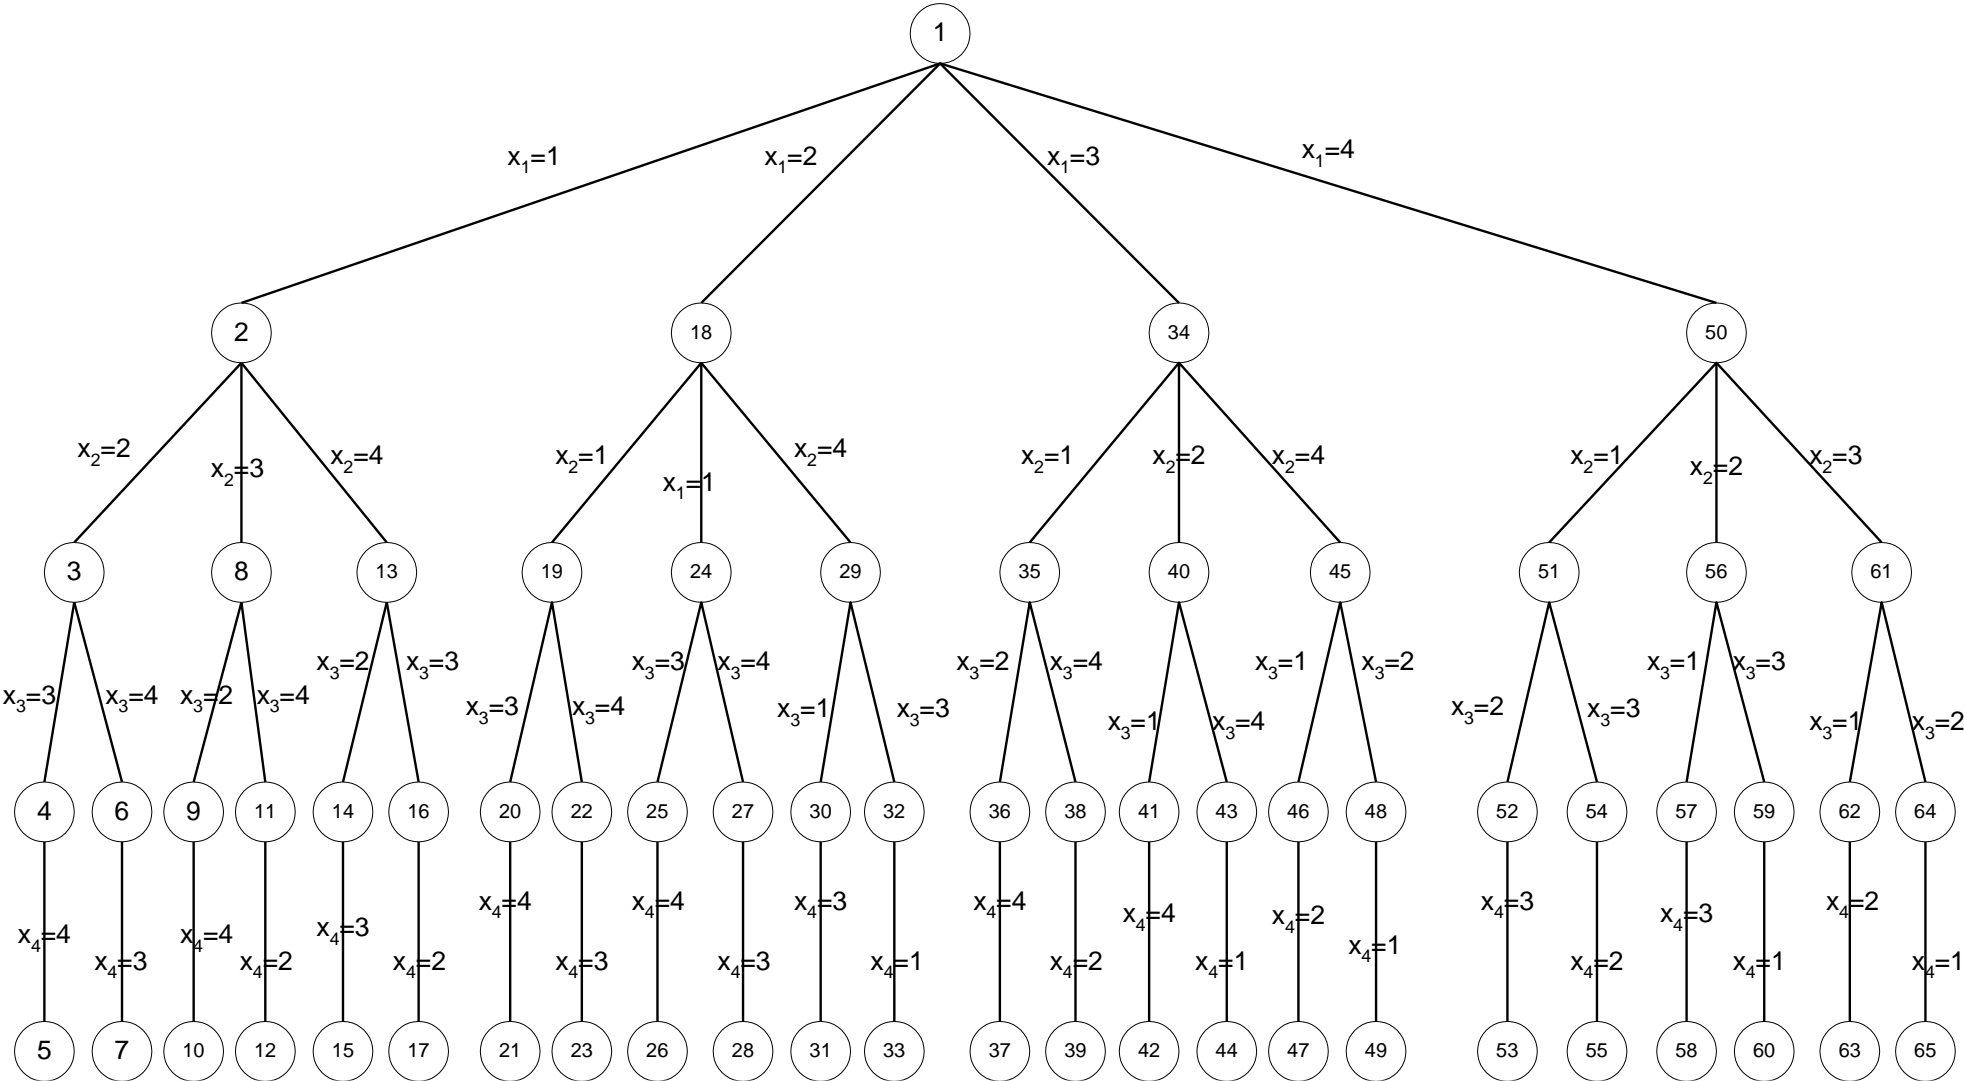 1
x1=1 x1=2 x1=3 x1=4
2 18 34 50
x2=2 x2=3 x2=4 x2=1 x1=1 x2=4 x2=1 x2=2 x2=4 x2=1 x2=2 x2=3
3 8 13 19 24 29 35 40 45 51 56 61
x3=3 x3=4 x3=2 x3=4 x3=2 x3=3 x3=3 x3=4 x3=3 x3=4 x3=1 x3=3 x3=2 x3=4 x3=1 x3=4 x3=1 x3=2 x3=2 x3=3 x3=1 x3=3 x3=1 x3=2
4 6 9 11 14 16 20 22 25 27 30 32 36 38 41 43 46 48 52 54 57 59 62 64
x4=4 x4=3 x4=4 x4=2 x4=3 x4=2 x4=4 x4=3 x4=4 x4=3 x4=3 x4=1 x4=4 x4=2 x4=4 x4=1 x4=2 x4=1 x4=3 x4=2 x4=3 x4=1 x4=2 x4=1
5 7 10 12 15 17 21 23 26 28 31 33 37 39 42 44 47 49 53 55 58 60 63 65